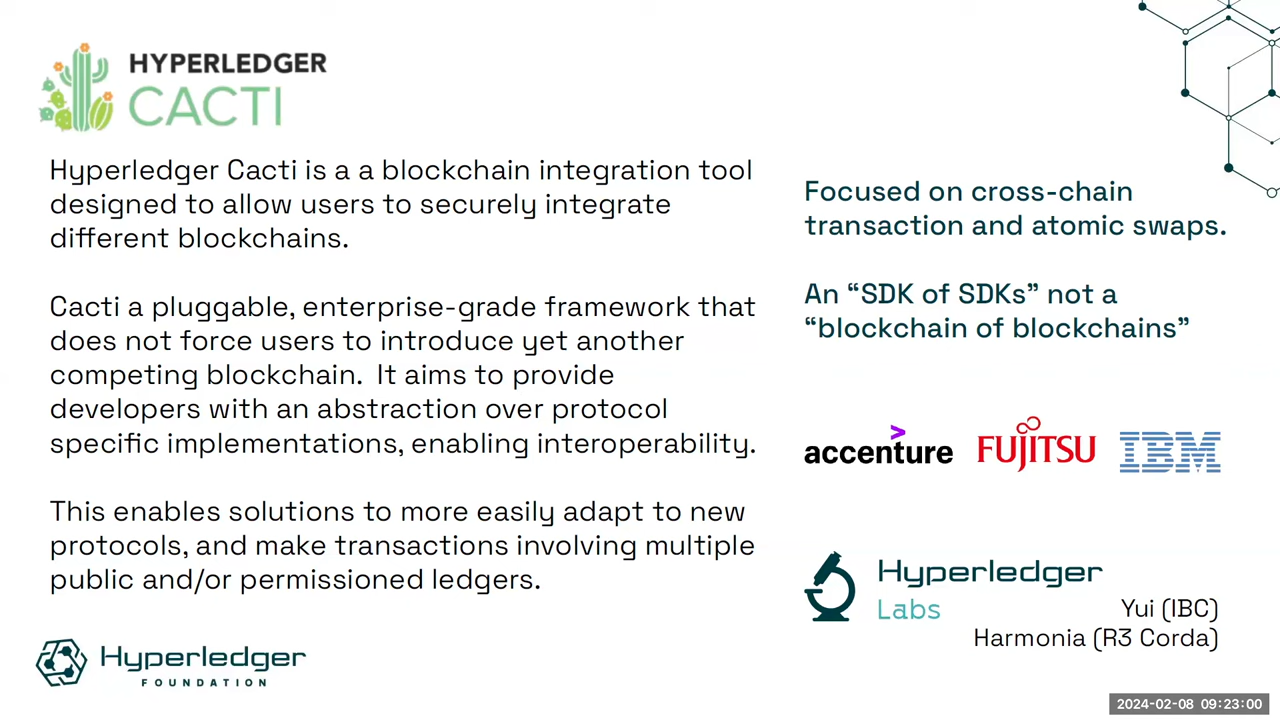 HYPERLEDGER
CACTI
Hyperledger Cacti is a a blockchain integration tool
designed to allow users to securely integrate
different blockchains.
Cacti a pluggable, enterprise-grade framework that
does not force users to introduce yet another
competing blockchain.  It aims to provide
developers with an abstraction over protocol
specific implementations, enabling interoperability.
This enables solutions to more easily adapt to new
protocols, and make transactions involving multiple
public and/or permissioned ledgers.
Hyperledger
FOUNDATION
Focused on cross-chain
transaction and atomic swaps.
An “SDK of SDKs” not a
“blockchain of blockchains”
accenture FUJITSU IBM
Hyperledger
Labs
Yui (IBC)
Harmonia (R3 Corda)
2024-02-08 09:23:00